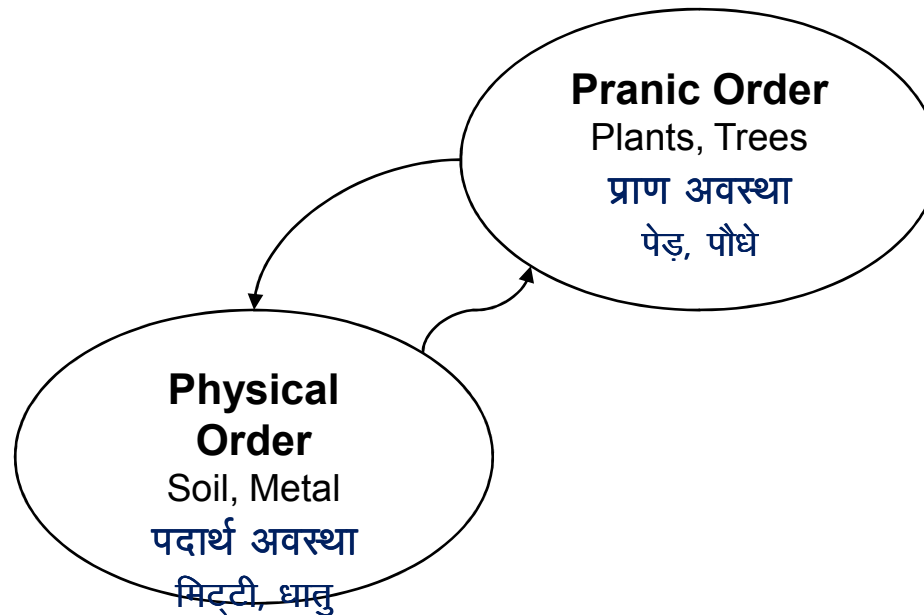 Pranic Order
Plants, Trees
प्राण अवस्था
पेड़, पौधे
Physical
Order
Soil, Metal
पदार्थ अवस्था
मिट्टी, धातु